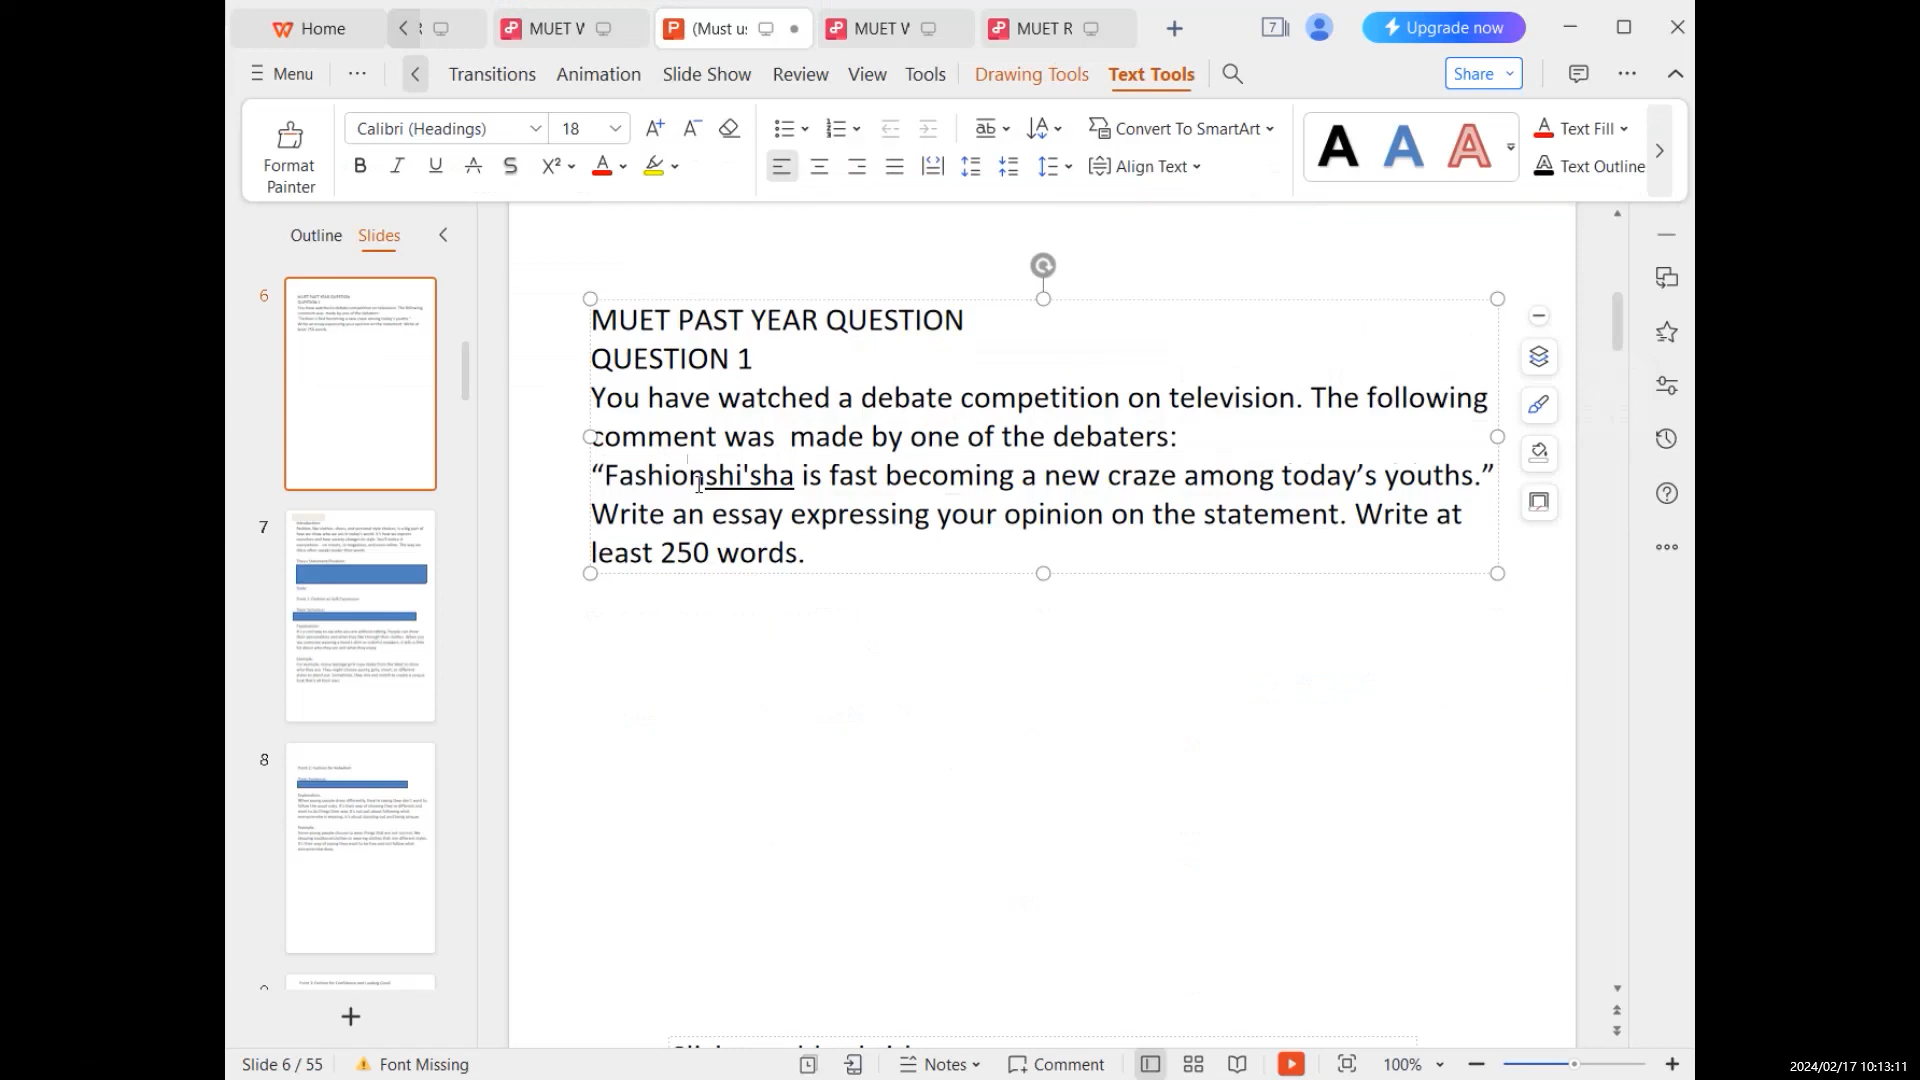 Home
MUET V
(Must u:
MUET V
MUET R
7
Upgrade now
Menu
Transitions
Animation
Slide Show
Review
View
Tools
Drawing Tools
Text Tools
Share
Format
Painter
Calibri (Headings)
18
Convert To SmartArt
Align Text
Text Fill
Text Outline
Outline
Slides
6
7
8
MUET PAST YEAR QUESTION
QUESTION 1
You have watched a debate competition on television. The following
comment was  made by one of the debaters:
“Fashionshi'sha is fast becoming a new craze among today’s youths.”
Write an essay expressing your opinion on the statement. Write at
least 250 words.
Slide 6 / 55
Font Missing
Notes
Comment
100%
2024/02/17 10:13:11